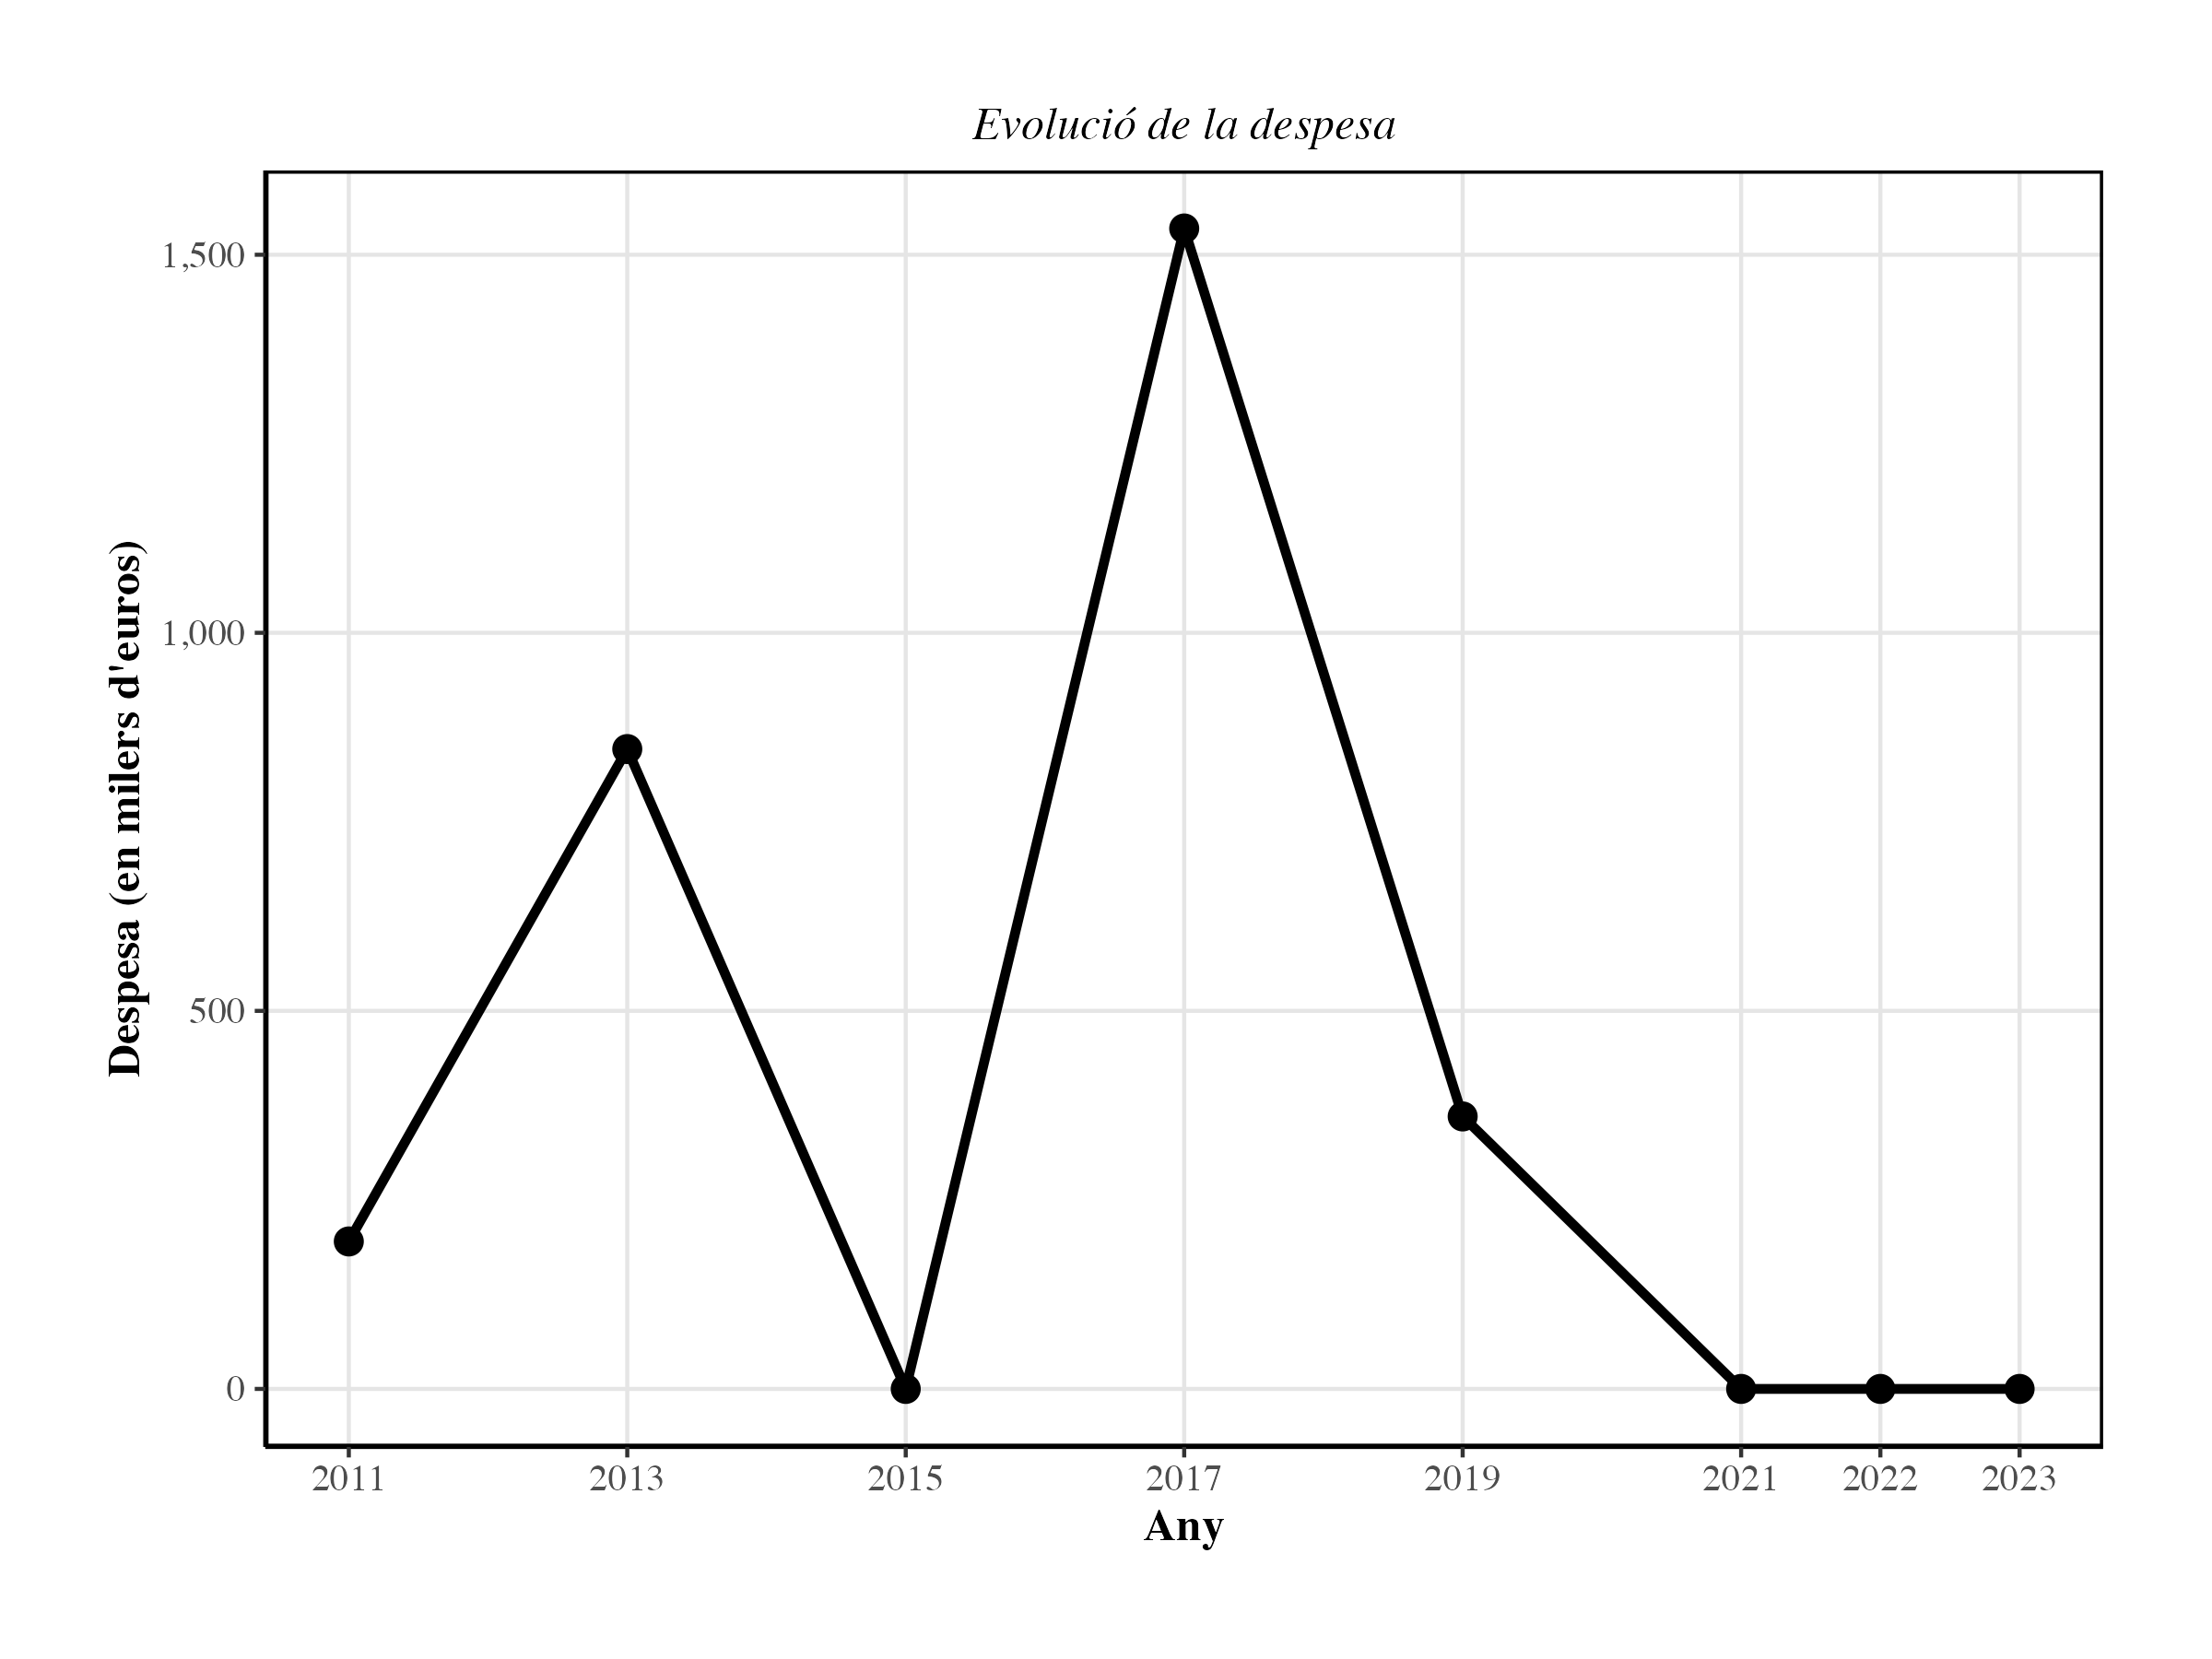 Evolució de la despesa
Despesa (en milers d'euros)
1,500
1,000
500
0
2011 2013 2015 2017 2019 2021 2022 2023
Any